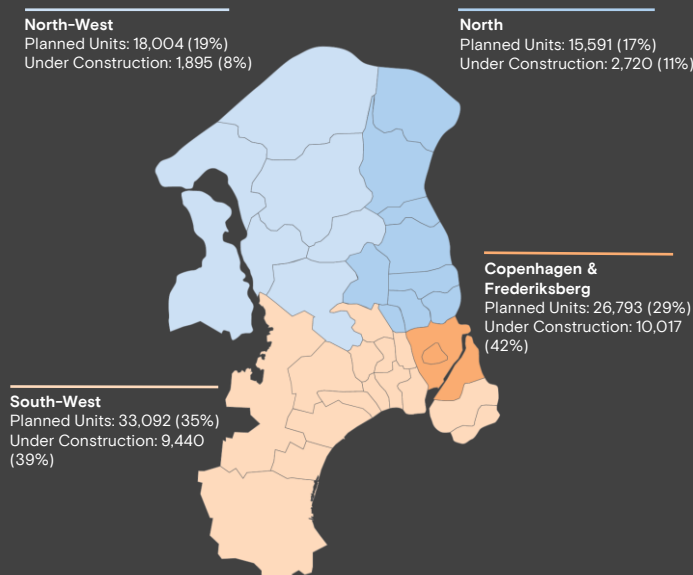 North-West
Planned Units: 18,004 (19%)
Under Construction: 1,895 (8%)
North
Planned Units: 15,591 (17%)
Under Construction: 2,720 (11%)
Copenhagen &
Frederiksberg
Planned Units: 26,793 (29%)
Under Construction: 10,017
(42%)
South-West
Planned Units: 33,092 (35%)
Under Construction: 9,440
(39%)